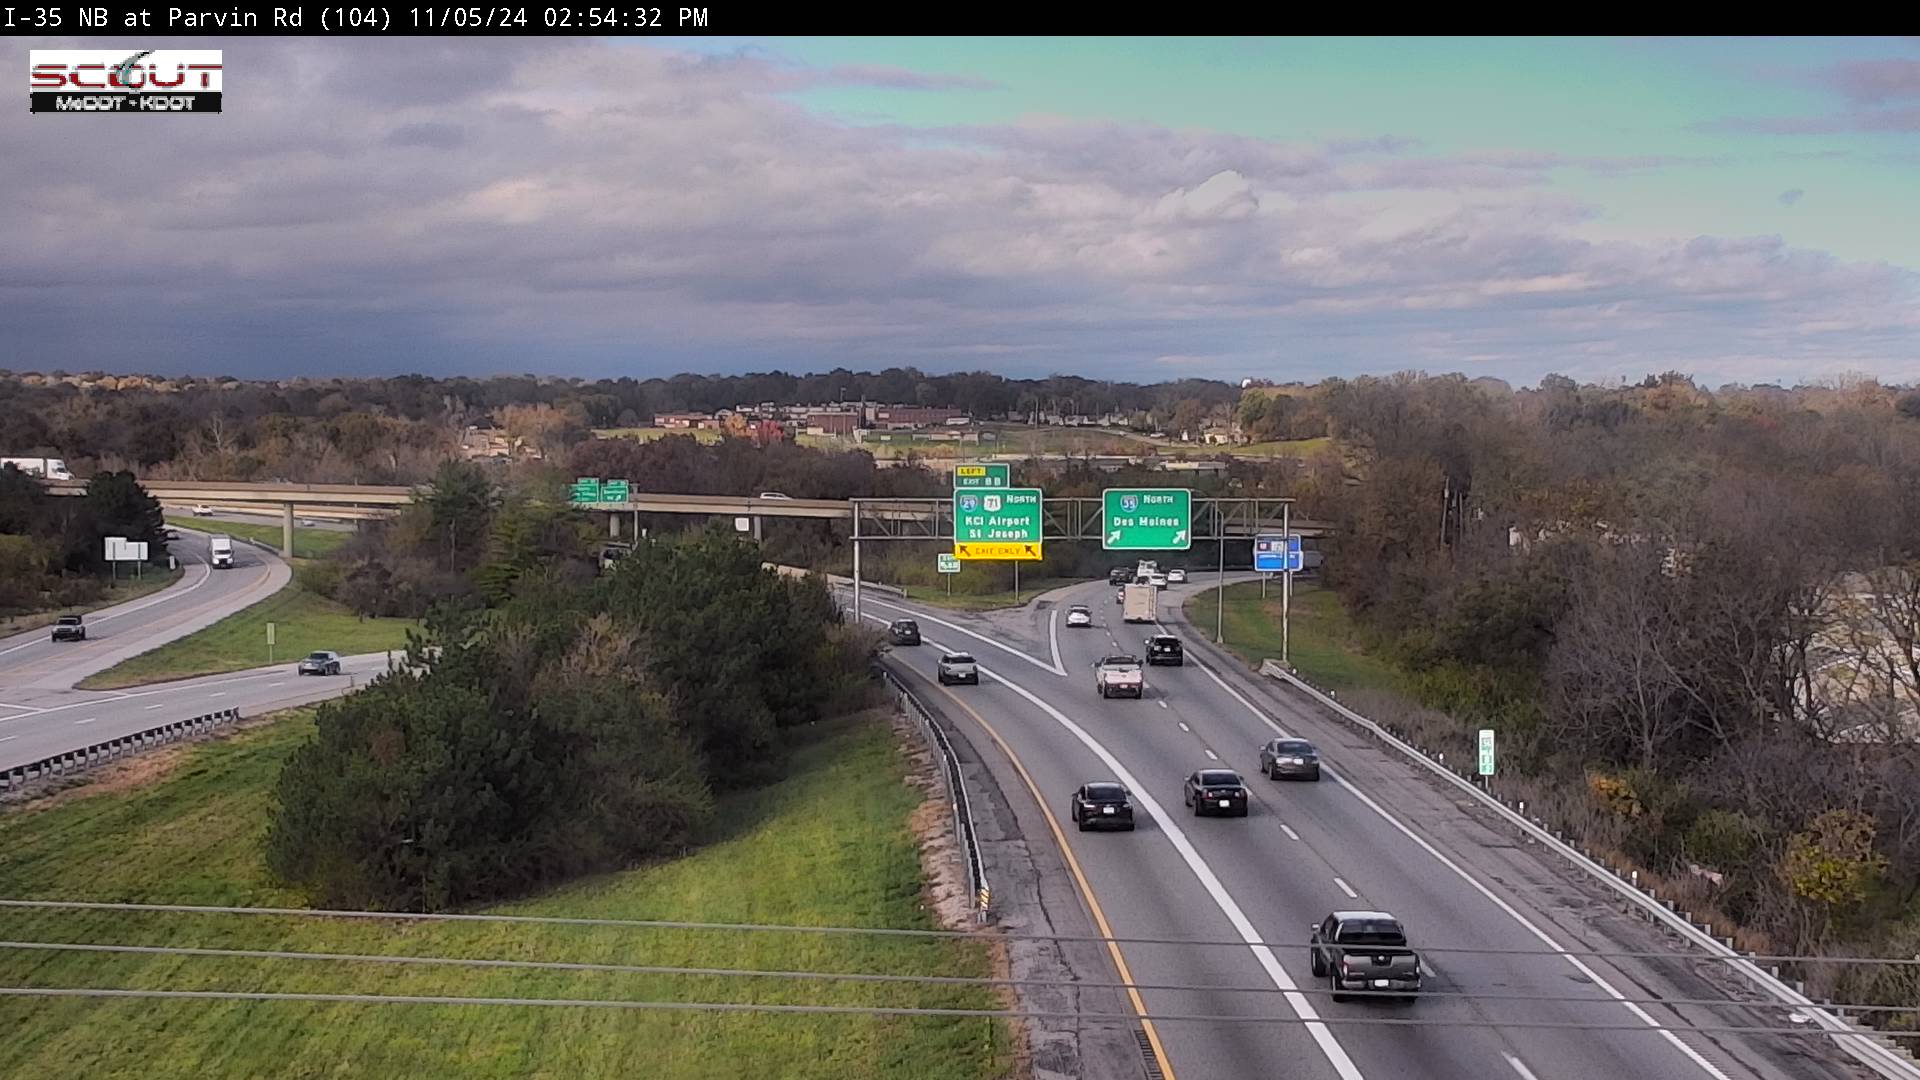 I-35 NB at Parvin Rd (104) 11/05/24 02:54:32 PM
SCOUT
MoDOT - KDOT
LEFT
EXIT 8B
29 71 NORTH
KCI Airport
St Joseph
EXIT ONLY
35 NORTH
Des Moines